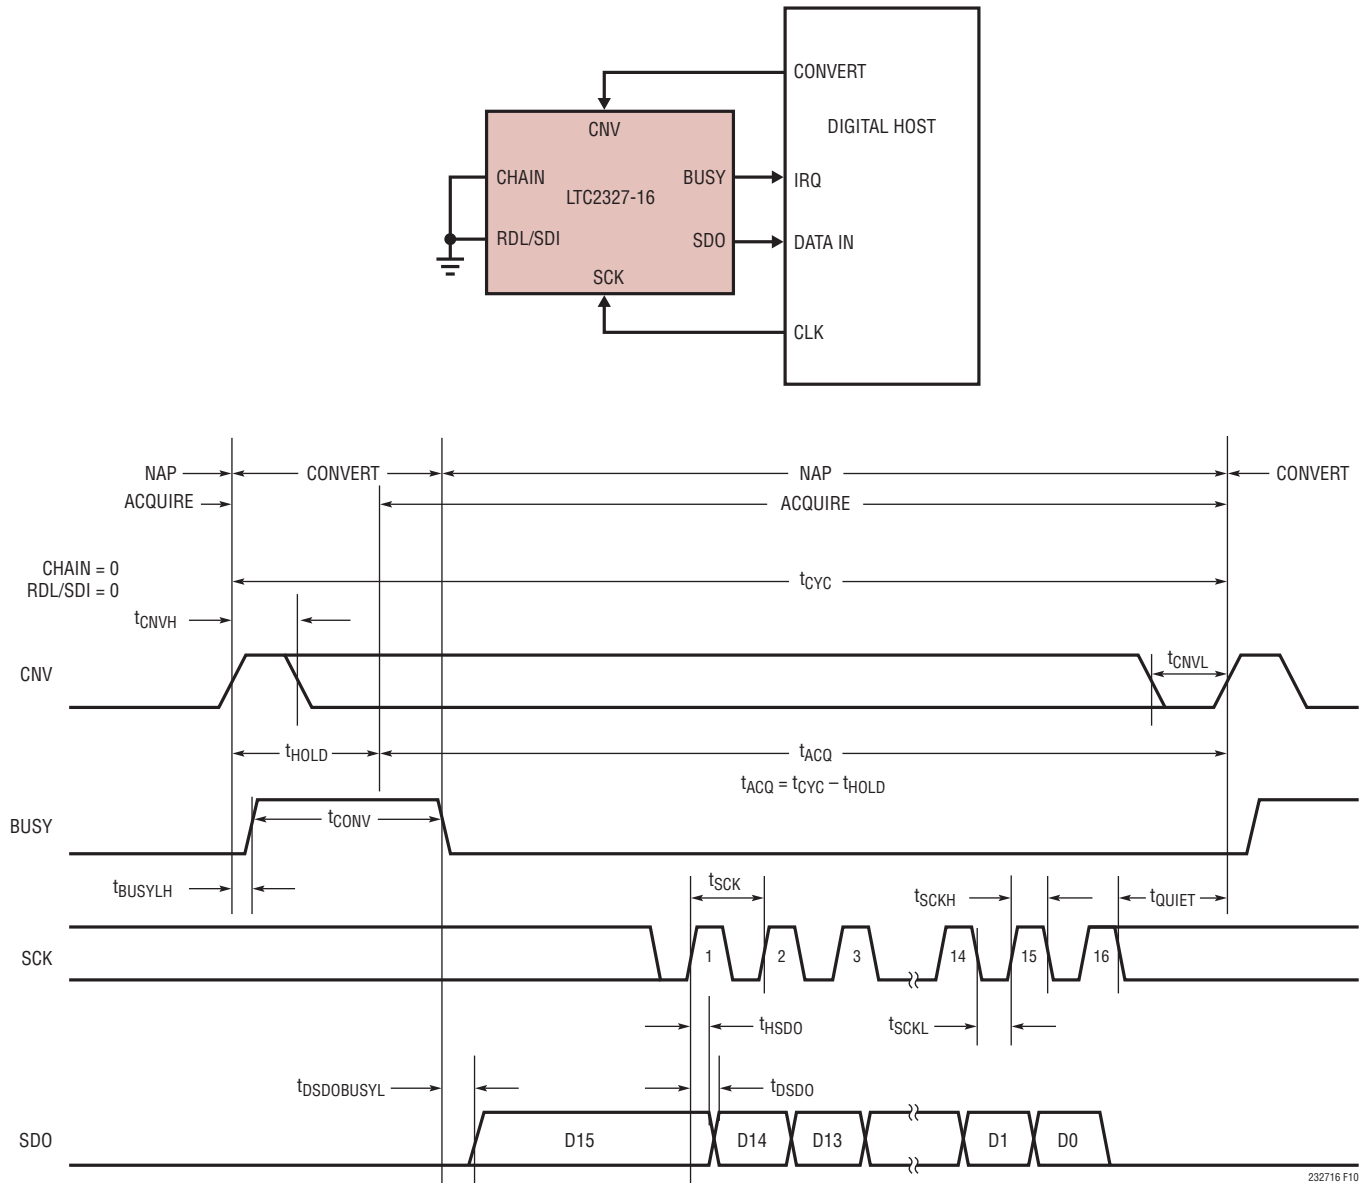 CONVERT
DIGITAL HOST
CNV
CHAIN
BUSY
IRQ
LTC2327-16
RDL/SDI
SDO
DATA IN
SCK
CLK
NAP
CONVERT
NAP
CONVERT
ACQUIRE
ACQUIRE
CHAIN = 0
RDL/SDI = 0
tCYC
tCNVH
CNV
tCNVL
tHOLD
tACQ
tACQ = tCYC – tHOLD
BUSY
tCONV
tBUSYLH
tSCK
tSCKH
tQUIET
SCK
1
2
3
14
15
16
tHSDO
tSCKL
tDSDOBUSYL
tDSDO
SDO
D15
D14
D13
D1
D0
232716 F10